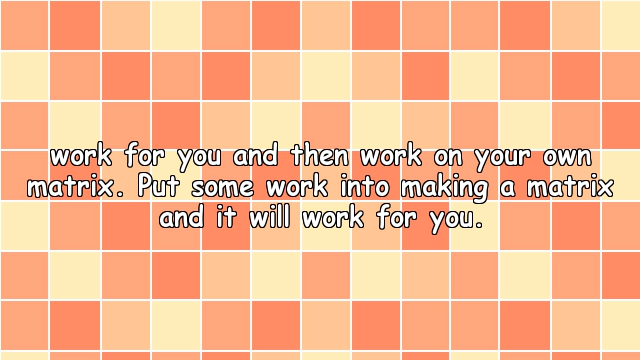 work for you and then work on your own
matrix. Put some work into making a matrix
and it will work for you.